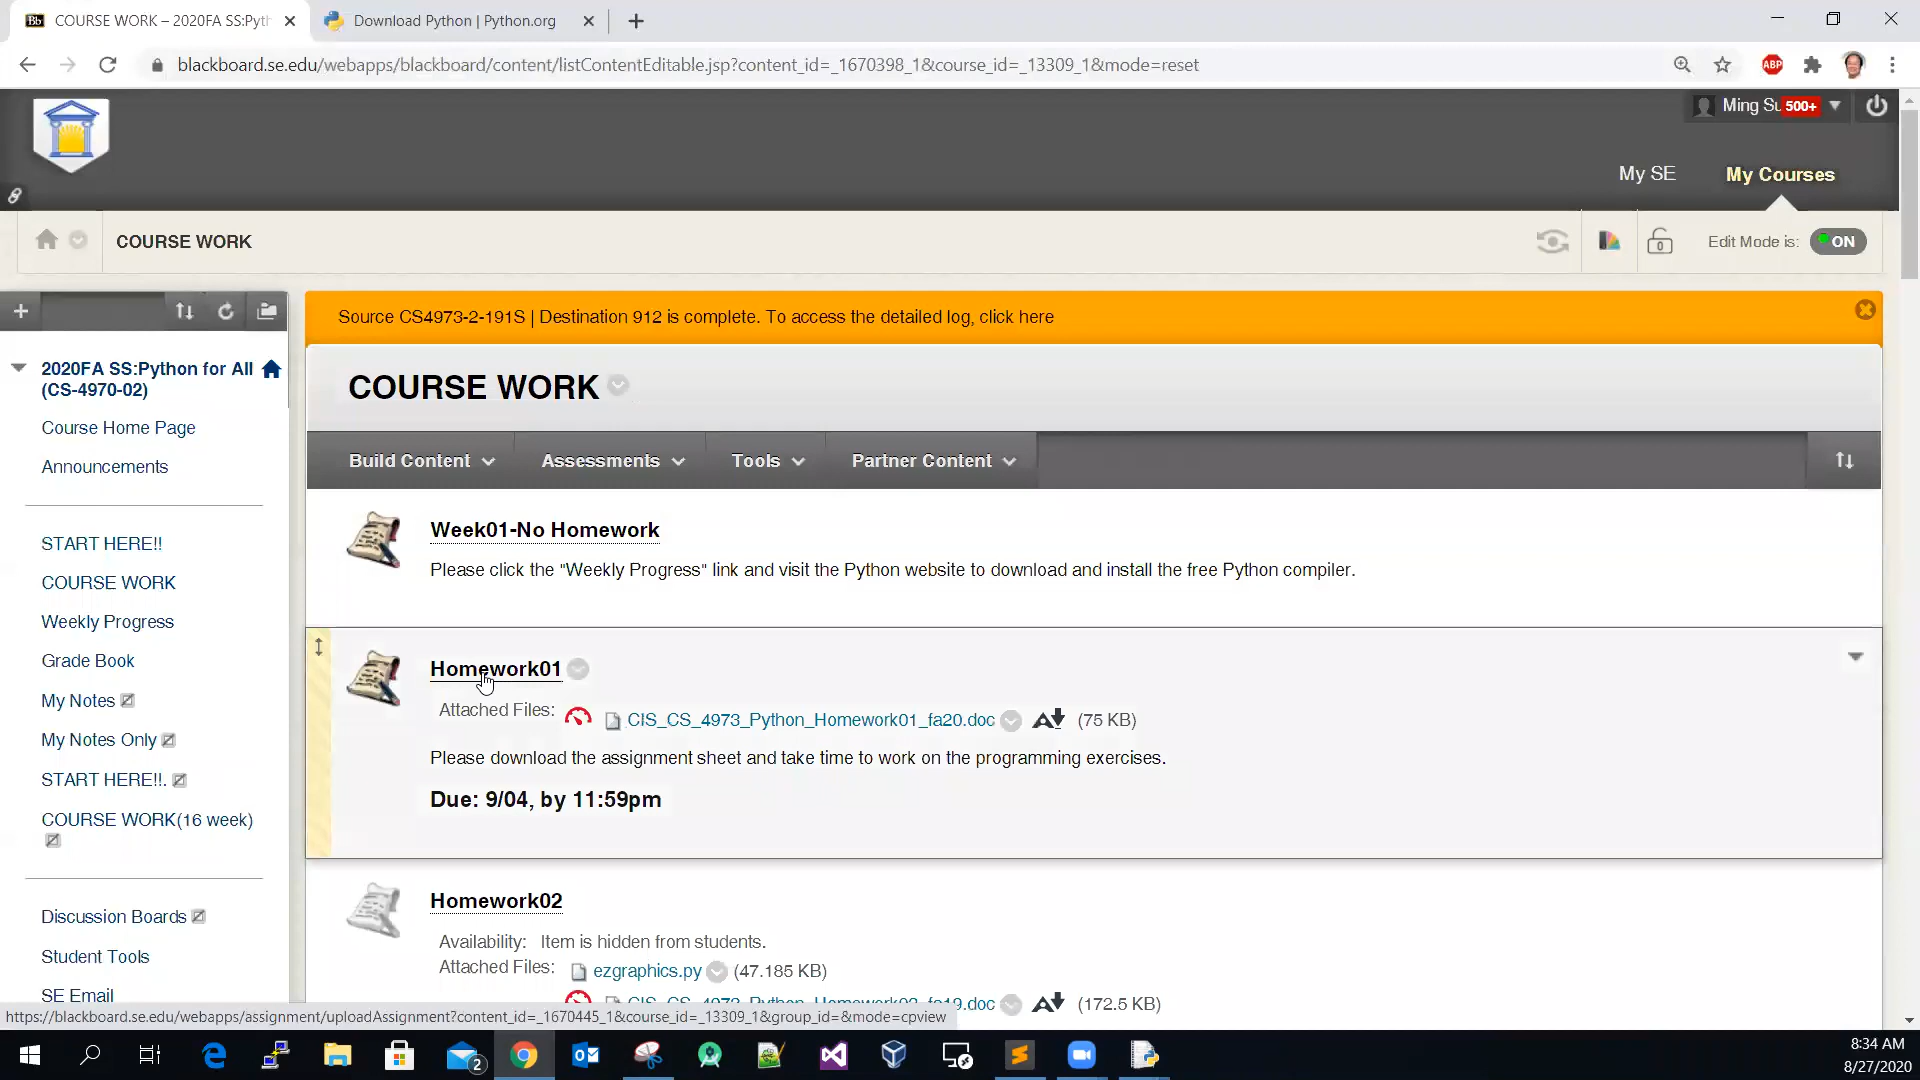 Bb COURSE WORK – 2020FA SS:Pyth
Download Python | Python.org
blackboard.se.edu/webapps/blackboard/content/listContentEditable.jsp?content_id=_1670398_1&course_id=_13309_1&mode=reset
ABP
Ming Su 500+
My SE
My Courses
COURSE WORK
Edit Mode is: ON
Source CS4973-2-191S | Destination 912 is complete. To access the detailed log, click here
2020FA SS:Python for All
(CS-4970-02)
Course Home Page
Announcements
START HERE!!
COURSE WORK
Weekly Progress
Grade Book
My Notes
My Notes Only
START HERE!!.
COURSE WORK(16 week)
Discussion Boards
Student Tools
SE Email
COURSE WORK
Build Content
Assessments
Tools
Partner Content
Week01-No Homework
Please click the "Weekly Progress" link and visit the Python website to download and install the free Python compiler.
Homework01
Attached Files: CIS_CS_4973_Python_Homework01_fa20.doc (75 KB)
Please download the assignment sheet and take time to work on the programming exercises.
Due: 9/04, by 11:59pm
Homework02
Availability: Item is hidden from students.
Attached Files: ezgraphics.py (47.185 KB)
CIS_CS_4973_Python_Homework02_fa19.doc (172.5 KB)
https://blackboard.se.edu/webapps/assignment/uploadAssignment?content_id=_1670445_1&course_id=_13309_1&group_id=&mode=cpview
2
8:34 AM
8/27/2020